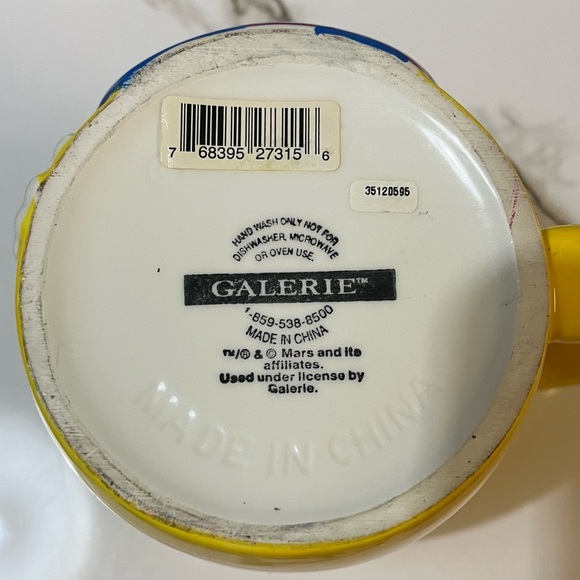 7 68395 27315 6
35120595
HAND WASH ONLY NOT FOR
DISHWASHER, MICROWAVE
OR OVEN USE.
GALERIE™
1-859-538-8500
MADE IN CHINA
™/® & © Mars and its
affiliates.
Used under license by
Galerie.
MADE IN CHINA